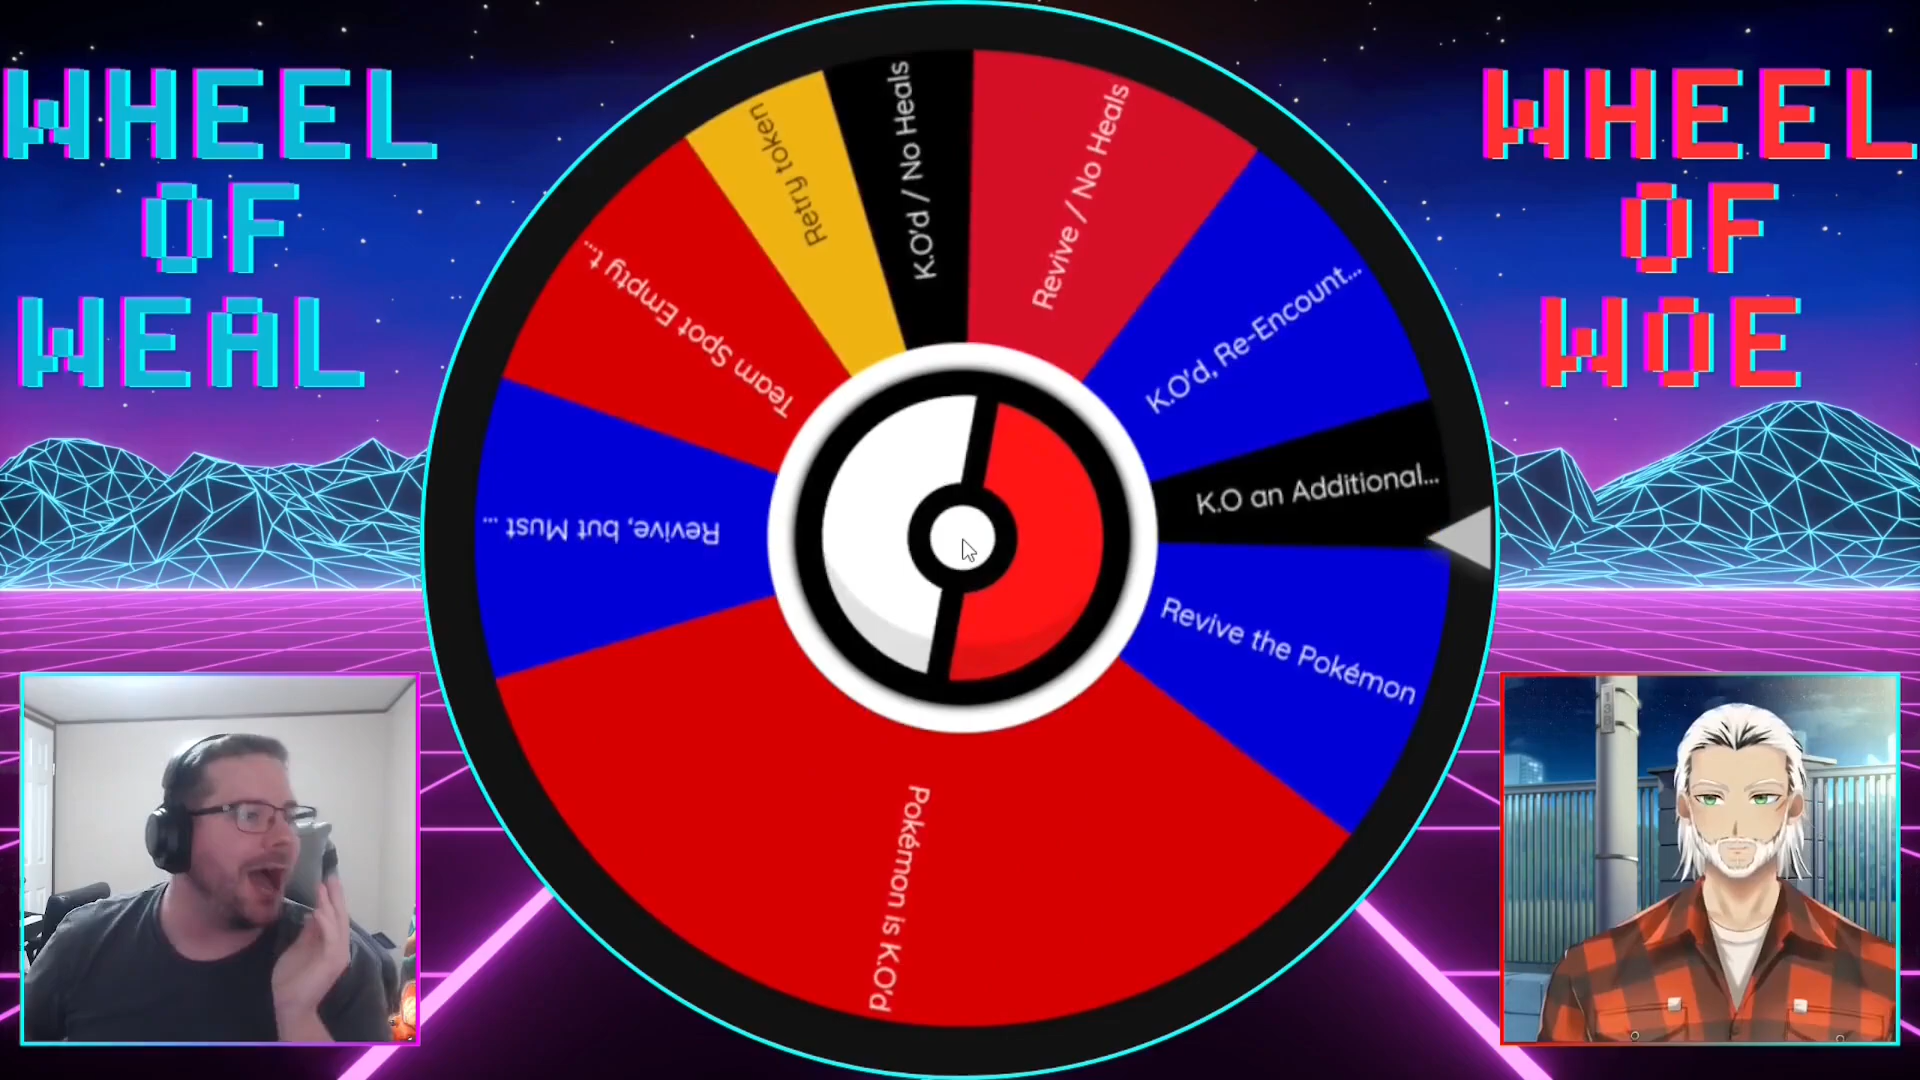 WHEEL
OF
WEAL
WHEEL
OF
WOE
Retry token
K.O'd / No Heals
Revive / No Heals
K.O'd, Re-Encount...
K.O an Additional...
Revive the Pokémon
Pokémon is K.O'd
Revive, but Must ...
Team Spot Empty t...